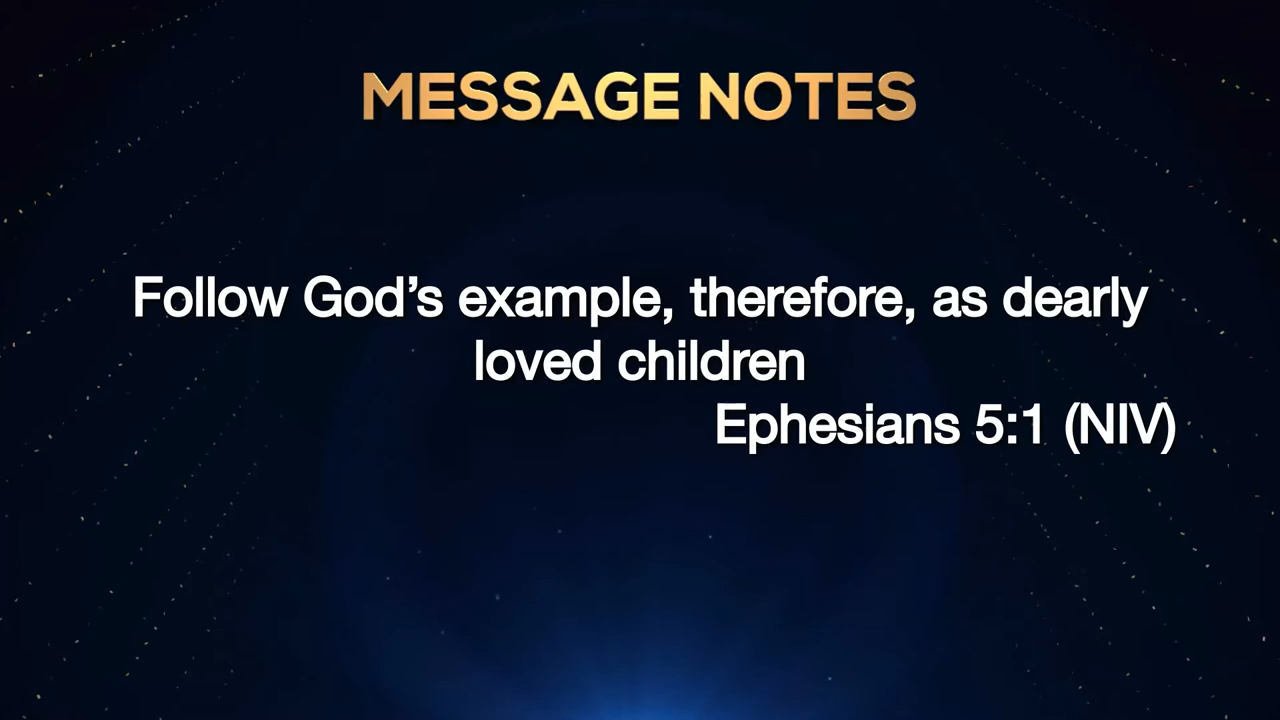 MESSAGE NOTES
Follow God’s example, therefore, as dearly
loved children
Ephesians 5:1 (NIV)